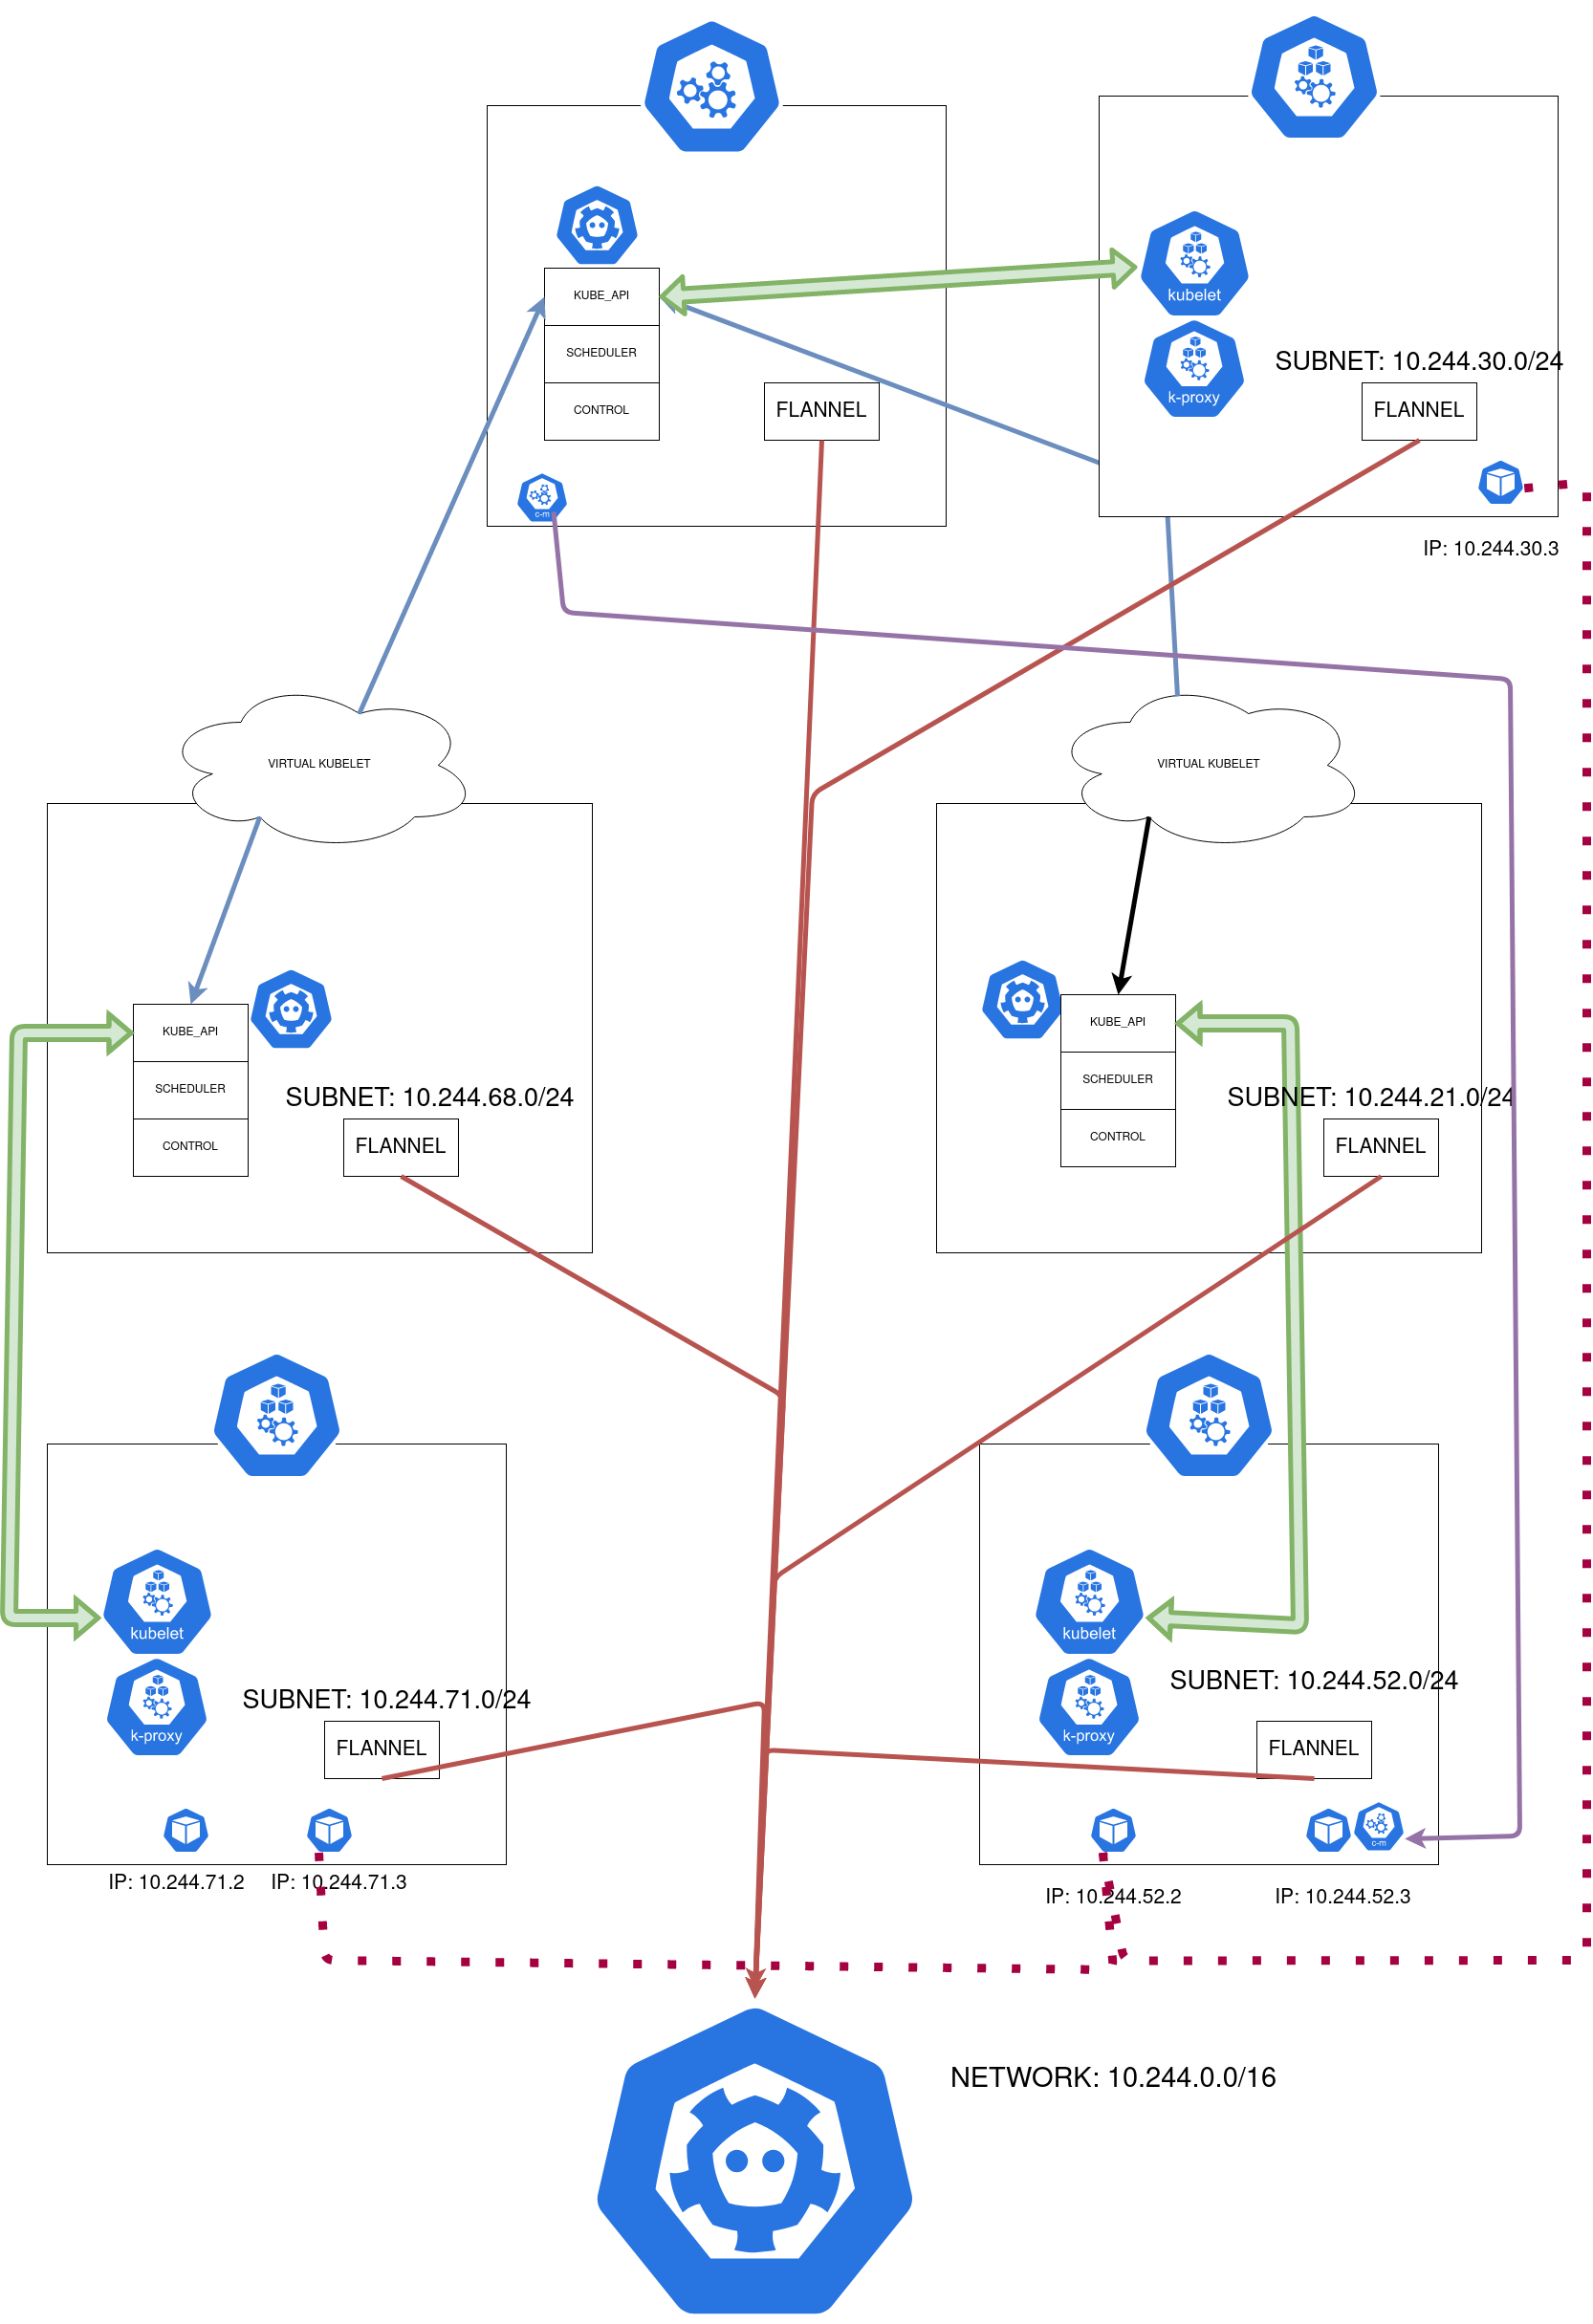 KUBE_API
SCHEDULER
CONTROL
FLANNEL
c-m
kubelet
k-proxy
SUBNET: 10.244.30.0/24
FLANNEL
IP: 10.244.30.3
VIRTUAL KUBELET
VIRTUAL KUBELET
KUBE_API
SCHEDULER
CONTROL
SUBNET: 10.244.68.0/24
FLANNEL
KUBE_API
SCHEDULER
CONTROL
SUBNET: 10.244.21.0/24
FLANNEL
kubelet
k-proxy
SUBNET: 10.244.71.0/24
FLANNEL
IP: 10.244.71.2
IP: 10.244.71.3
kubelet
k-proxy
SUBNET: 10.244.52.0/24
FLANNEL
c-m
IP: 10.244.52.2
IP: 10.244.52.3
NETWORK: 10.244.0.0/16